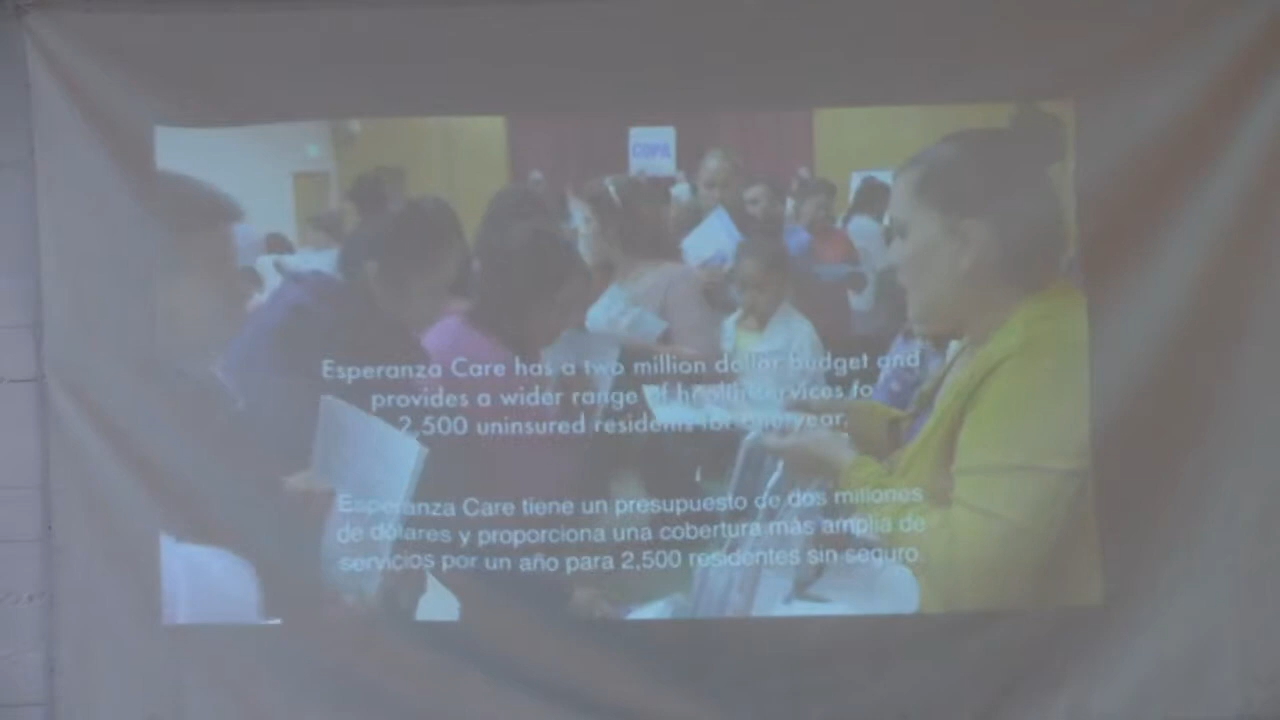 COPA
Esperanza Care has a two million dollar budget and
provides a wider range of health services for
2,500 uninsured residents for one year.
Esperanza Care tiene un presupuesto de dos millones
de dólares y proporciona una cobertura más amplia de
servicios por un año para 2,500 residentes sin seguro.